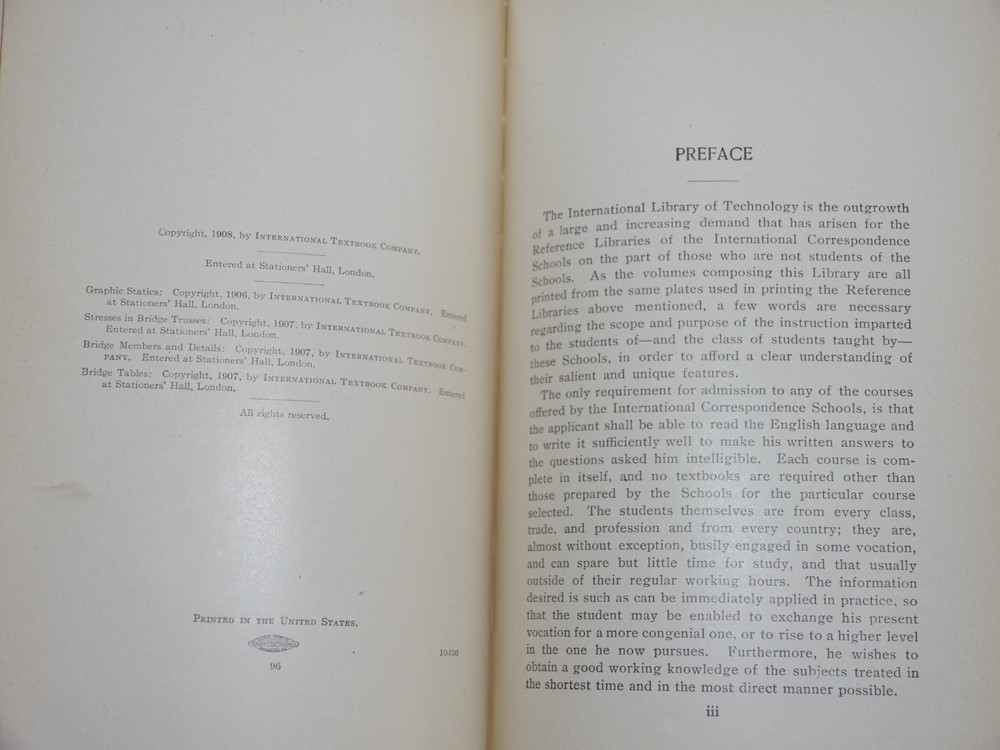 Copyright, 1908, by INTERNATIONAL TEXTBOOK COMPANY.
Entered at Stationers' Hall, London.
Graphic Statics: Copyright, 1906, by INTERNATIONAL TEXTBOOK COMPANY. Entered
at Stationers' Hall, London.
Stresses in Bridge Trusses: Copyright, 1907, by INTERNATIONAL TEXTBOOK COMPANY.
Entered at Stationers' Hall, London.
Bridge Members and Details: Copyright, 1907, by INTERNATIONAL TEXTBOOK COM-
PANY. Entered at Stationers' Hall, London.
Bridge Tables: Copyright, 1907, by INTERNATIONAL TEXTBOOK COMPANY. Entered
at Stationers' Hall, London.
All rights reserved.
PRINTED IN THE UNITED STATES.
96
PREFACE
The International Library of Technology is the outgrowth
of a large and increasing demand that has arisen for the
Reference Libraries of the International Correspondence
Schools on the part of those who are not students of the
Schools. As the volumes composing this Library are all
printed from the same plates used in printing the Reference
Libraries above mentioned, a few words are necessary
regarding the scope and purpose of the instruction imparted
to the students of—and the class of students taught by—
these Schools, in order to afford a clear understanding of
their salient and unique features.
The only requirement for admission to any of the courses
offered by the International Correspondence Schools, is that
the applicant shall be able to read the English language and
to write it sufficiently well to make his written answers to
the questions asked him intelligible. Each course is com-
plete in itself, and no textbooks are required other than
those prepared by the Schools for the particular course
selected. The students themselves are from every class,
trade, and profession and from every country; they are,
almost without exception, busily engaged in some vocation,
and can spare but little time for study, and that usually
outside of their regular working hours. The information
desired is such as can be immediately applied in practice, so
that the student may be enabled to exchange his present
vocation for a more congenial one, or to rise to a higher level
in the one he now pursues. Furthermore, he wishes to
obtain a good working knowledge of the subjects treated in
the shortest time and in the most direct manner possible.
iii